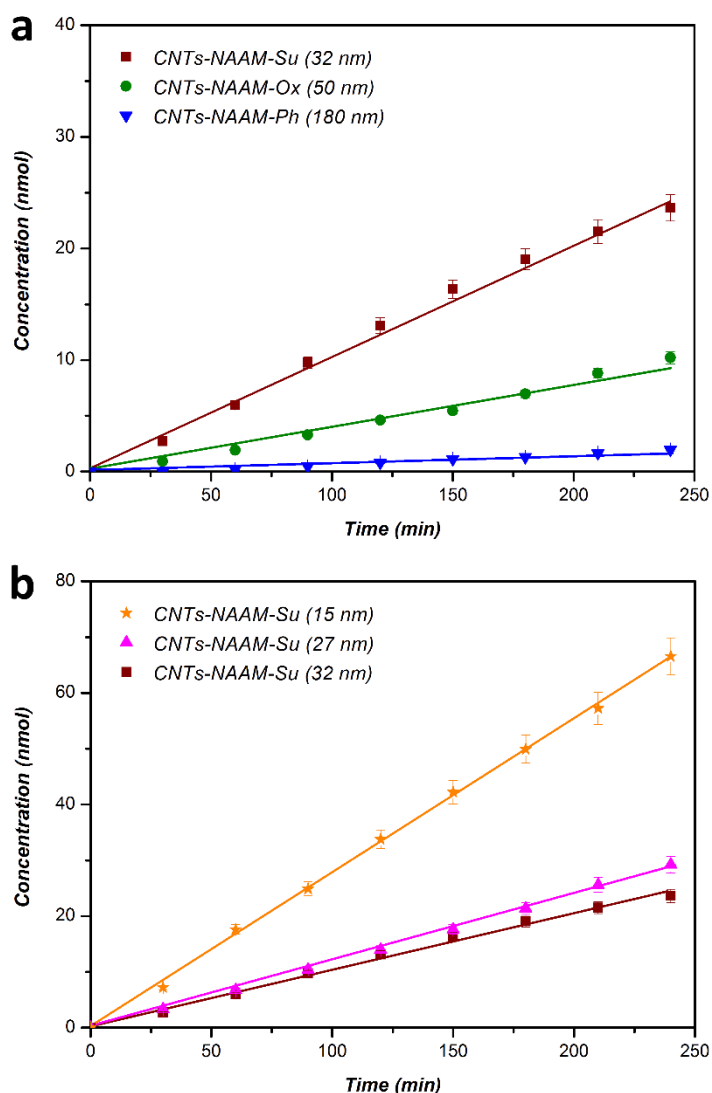 a
40
30
20
10
0
CNTs-NAAM-Su (32 nm)
CNTs-NAAM-Ox (50 nm)
CNTs-NAAM-Ph (180 nm)
Concentration (nmol)
0 50 100 150 200 250
Time (min)
b
80
60
40
20
0
CNTs-NAAM-Su (15 nm)
CNTs-NAAM-Su (27 nm)
CNTs-NAAM-Su (32 nm)
Concentration (nmol)
0 50 100 150 200 250
Time (min)